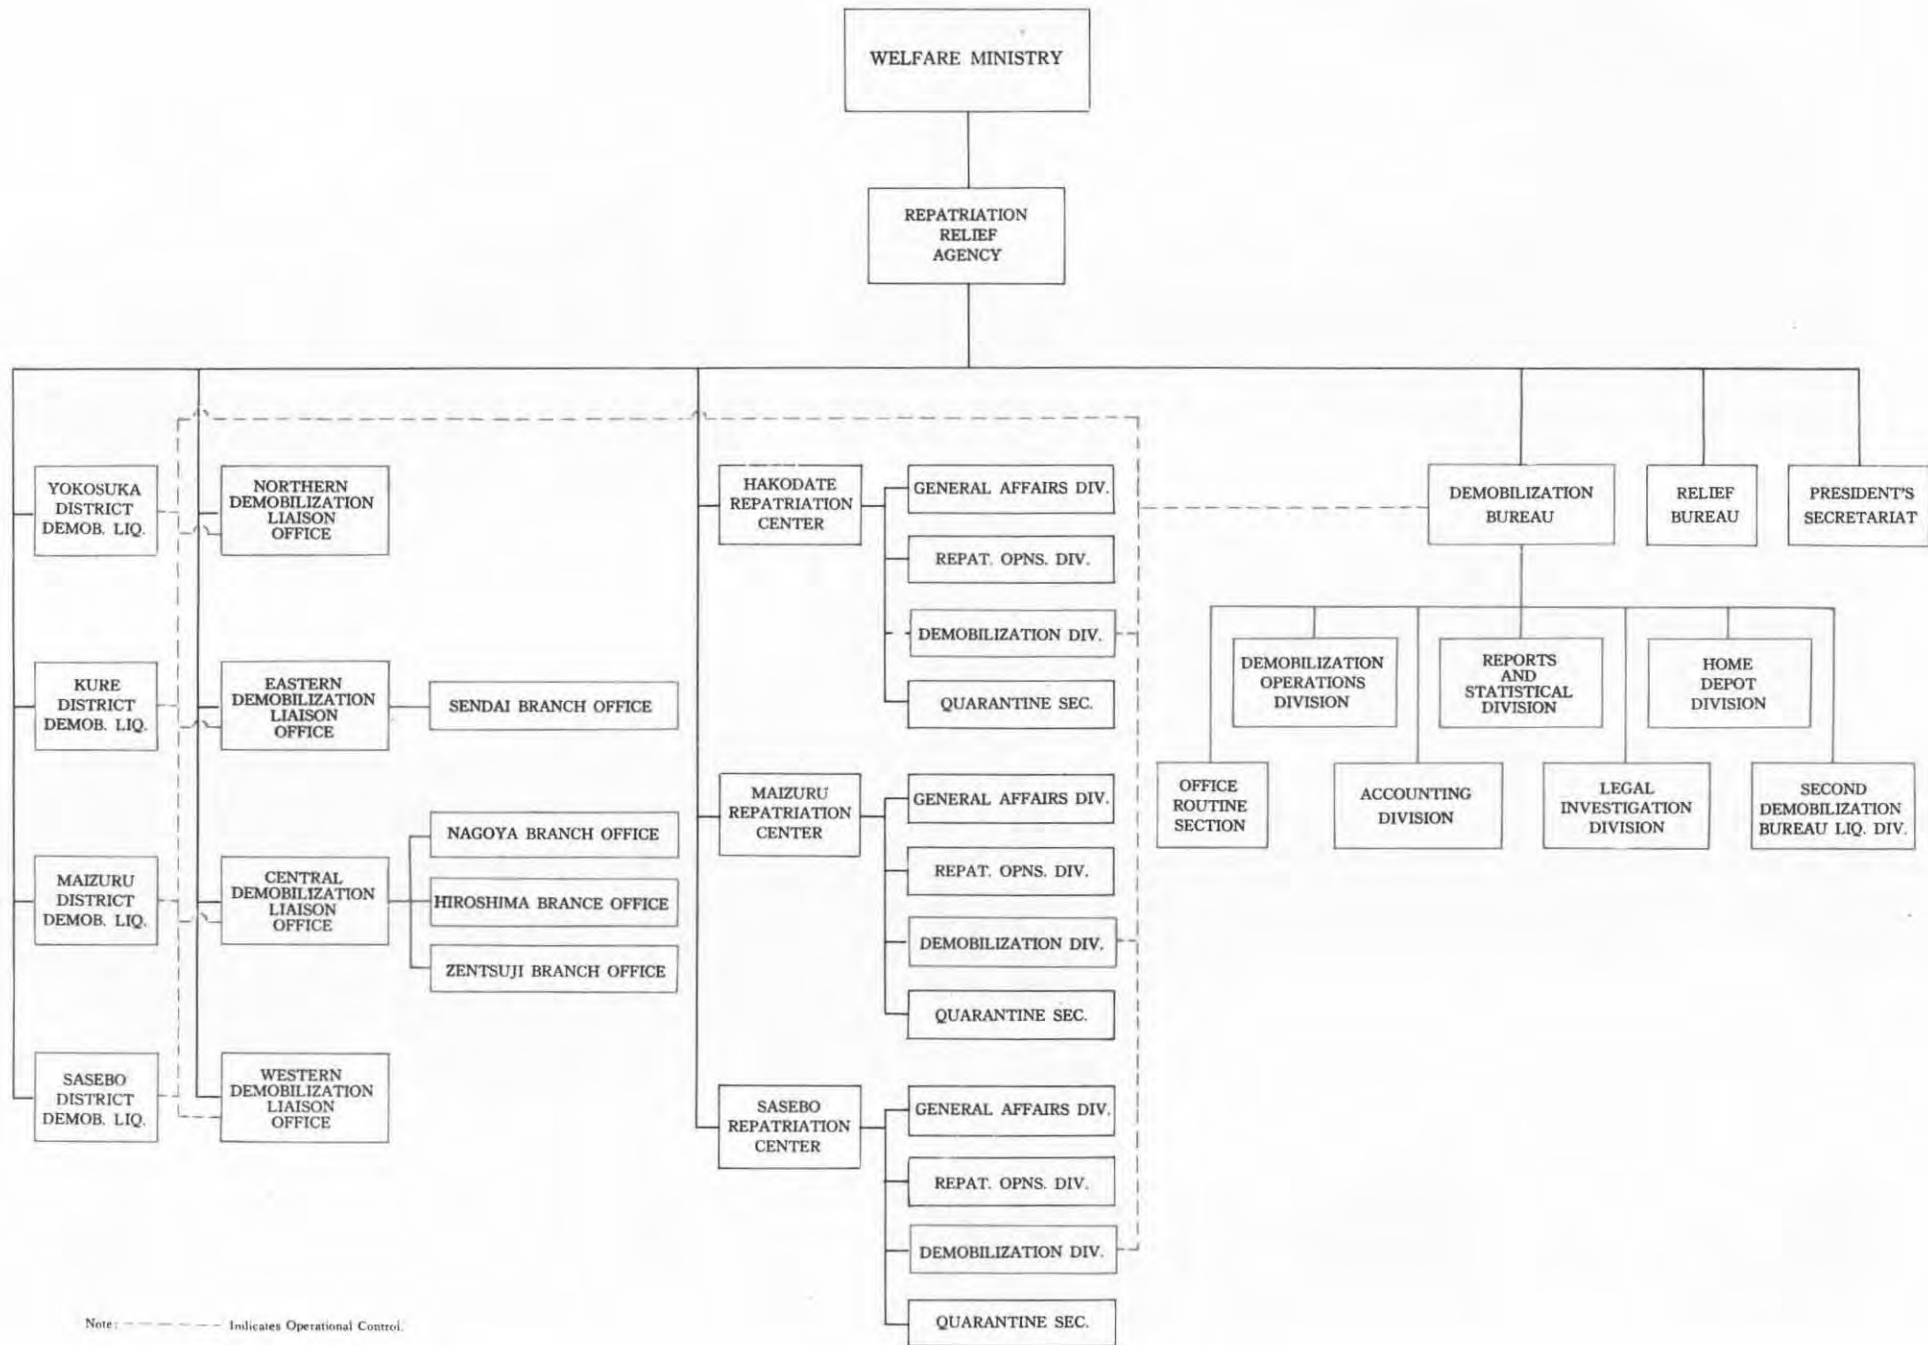 WELFARE MINISTRY
REPATRIATION
RELIEF
AGENCY
YOKOSUKA
DISTRICT
DEMOB. LIQ.
KURE
DISTRICT
DEMOB. LIQ.
MAIZURU
DISTRICT
DEMOB. LIQ.
SASEBO
DISTRICT
DEMOB. LIQ.
NORTHERN
DEMOBILIZATION
LIAISON
OFFICE
EASTERN
DEMOBILIZATION
LIAISON
OFFICE
SENDAI BRANCH OFFICE
CENTRAL
DEMOBILIZATION
LIAISON
OFFICE
NAGOYA BRANCH OFFICE
HIROSHIMA BRANCE OFFICE
ZENTSUJI BRANCH OFFICE
WESTERN
DEMOBILIZATION
LIAISON
OFFICE
HAKODATE
REPATRIATION
CENTER
GENERAL AFFAIRS DIV.
REPAT. OPNS. DIV.
DEMOBILIZATION DIV.
QUARANTINE SEC.
MAIZURU
REPATRIATION
CENTER
GENERAL AFFAIRS DIV.
REPAT. OPNS. DIV.
DEMOBILIZATION DIV.
QUARANTINE SEC.
SASEBO
REPATRIATION
CENTER
GENERAL AFFAIRS DIV.
REPAT. OPNS. DIV.
DEMOBILIZATION DIV.
QUARANTINE SEC.
DEMOBILIZATION
BUREAU
RELIEF
BUREAU
PRESIDENT'S
SECRETARIAT
DEMOBILIZATION
OPERATIONS
DIVISION
REPORTS
AND
STATISTICAL
DIVISION
HOME
DEPOT
DIVISION
OFFICE
ROUTINE
SECTION
ACCOUNTING
DIVISION
LEGAL
INVESTIGATION
DIVISION
SECOND
DEMOBILIZATION
BUREAU LIQ. DIV.
Note: – – – – – – – Indicates Operational Control.